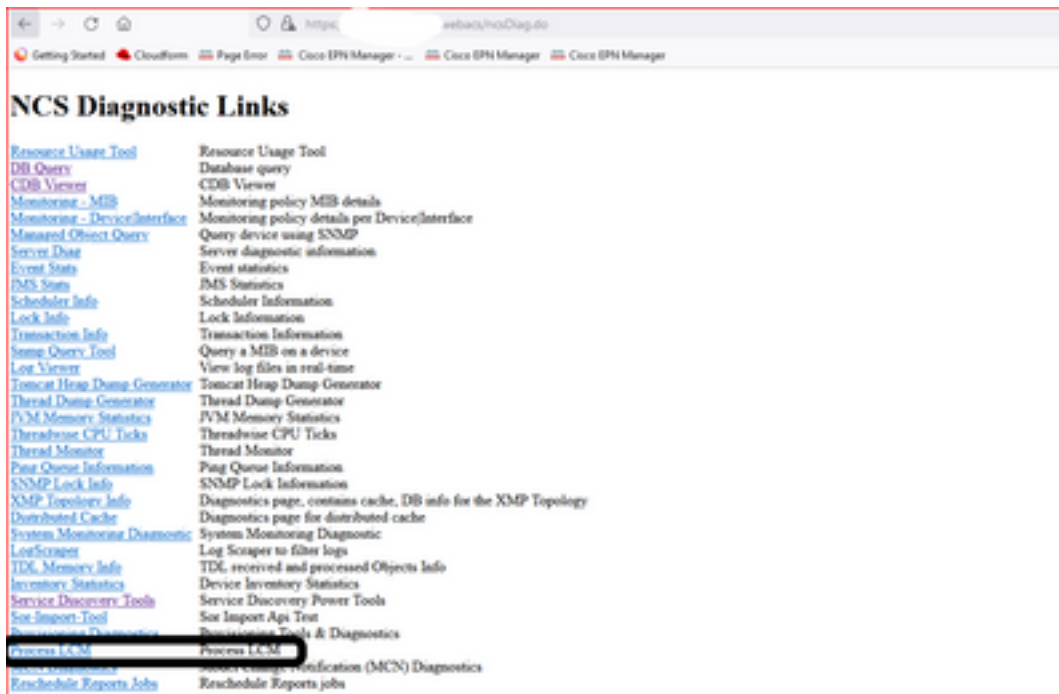 https: webacs/ncsDiag.do
Getting Started Cloudform Page Error Cisco EPN Manager - ... Cisco EPN Manager Cisco EPN Manager
NCS Diagnostic Links
Resource Usage Tool Resource Usage Tool
DB Query Database query
CDB Viewer CDB Viewer
Monitoring - MIB Monitoring policy MIB details
Monitoring - Device|Interface Monitoring policy details per Device|Interface
Managed Object Query Query device using SNMP
Server Diag Server diagnostic information
Event Stats Event statistics
JMS Stats JMS Statistics
Scheduler Info Scheduler Information
Lock Info Lock Information
Transaction Info Transaction Information
Snmp Query Tool Query a MIB on a device
Log Viewer View log files in real-time
Tomcat Heap Dump Generator Tomcat Heap Dump Generator
Thread Dump Generator Thread Dump Generator
JVM Memory Statistics JVM Memory Statistics
Threadwise CPU Ticks Threadwise CPU Ticks
Thread Monitor Thread Monitor
Ping Queue Information Ping Queue Information
SNMP Lock Info SNMP Lock Information
XMP Topology Info Diagnostics page, contains cache, DB info for the XMP Topology
Distributed Cache Diagnostics page for distributed cache
System Monitoring Diagnostic System Monitoring Diagnostic
LogScraper Log Scraper to filter logs
TDL Memory Info TDL received and processed Objects Info
Inventory Statistics Device Inventory Statistics
Service Discovery Tools Service Discovery Power Tools
Sor-Import-Tool Sor Import Api Test
Provisioning Diagnostics Provisioning Tools & Diagnostics
Process LCM Process LCM
MCN Diagnostics Model Change Notification (MCN) Diagnostics
Reschedule Reports Jobs Reschedule Reports jobs